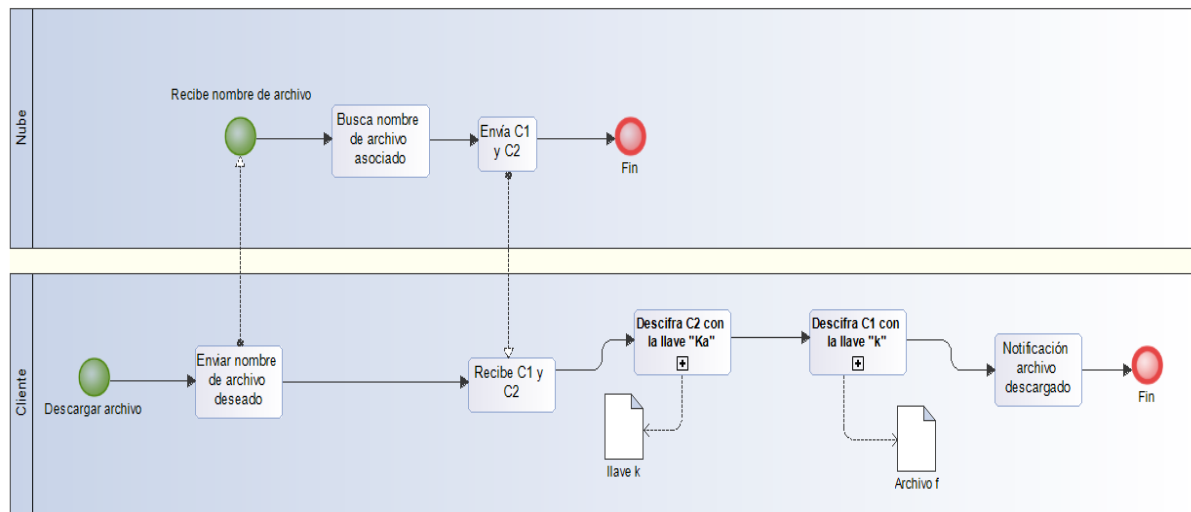 Nube
Recibe nombre de archivo
Busca nombre
de archivo
asociado
Envía C1
y C2
Fin
Cliente
Descargar archivo
Enviar nombre
de archivo
deseado
Recibe C1 y
C2
Descifra C2 con
la llave "Ka"
llave k
Descifra C1 con
la llave "k"
Archivo f
Notificación
archivo
descargado
Fin